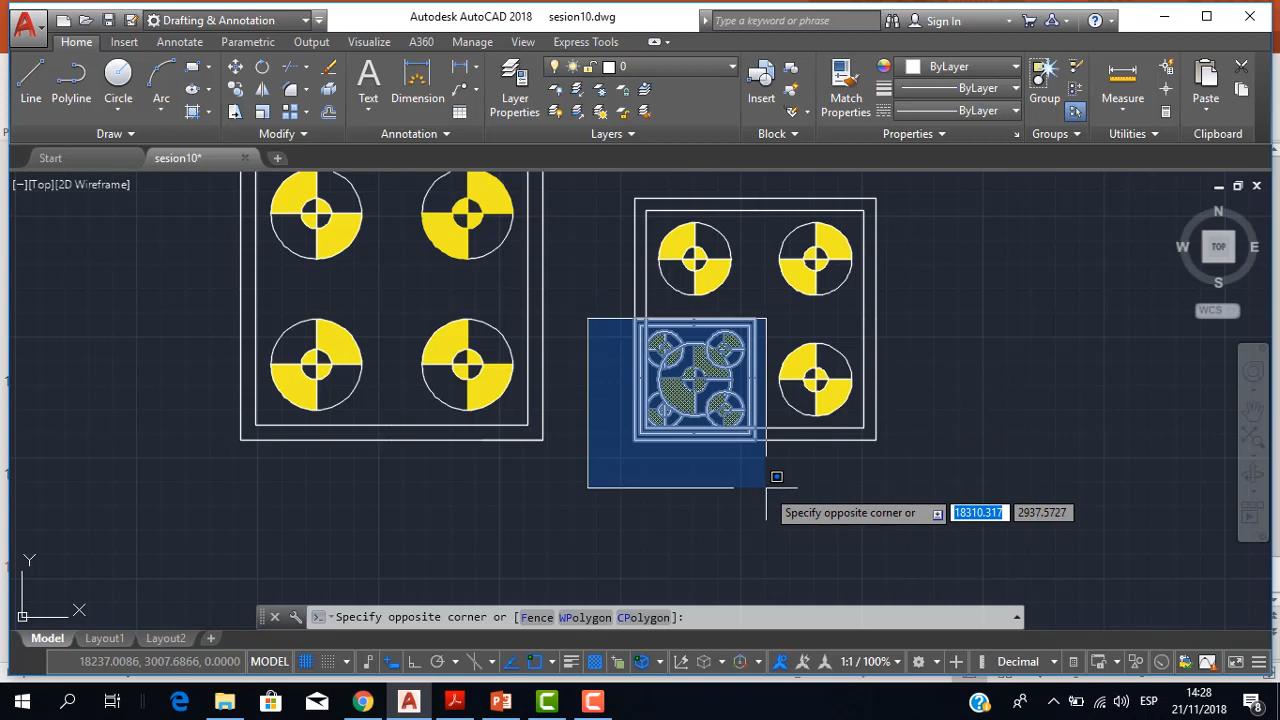 Drafting & Annotation
Autodesk AutoCAD 2018 sesion10.dwg
Type a keyword or phrase
Sign In
Home Insert Annotate Parametric Output Visualize A360 Manage View Express Tools
0
ByLayer
Line Polyline Circle Arc
Text Dimension
Layer Properties
Insert
Match Properties
ByLayer
ByLayer
Group
Measure
Paste
Draw Modify Annotation Layers Block Properties Groups Utilities Clipboard
Start sesion10*
[−][Top][2D Wireframe]
N
W TOP E
S
WCS
Specify opposite corner or 18310.317 2937.5727
Y
X
Specify opposite corner or [Fence WPolygon CPolygon]:
Model Layout1 Layout2
18237.0086, 3007.6866, 0.0000 MODEL 1:1 / 100% Decimal
ESP
14:28
21/11/2018
8